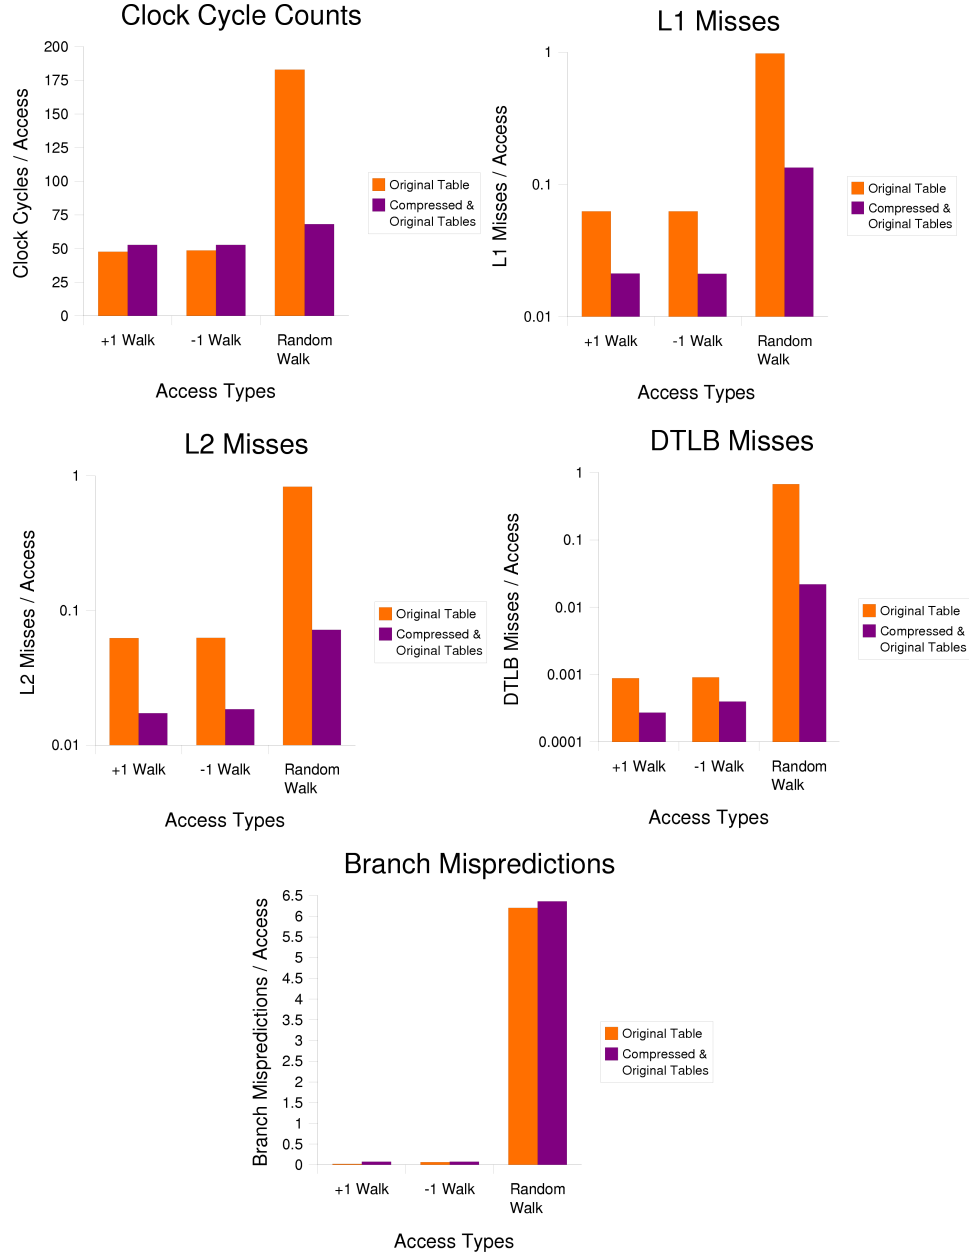 Clock Cycle Counts
Clock Cycles / Access
200
175
150
125
100
75
50
25
0
+1 Walk
-1 Walk
Random
Walk
Access Types
Original Table
Compressed &
Original Tables
L1 Misses
L1 Misses / Access
1
0.1
0.01
+1 Walk
-1 Walk
Random
Walk
Access Types
Original Table
Compressed &
Original Tables
L2 Misses
L2 Misses / Access
1
0.1
0.01
+1 Walk
-1 Walk
Random
Walk
Access Types
Original Table
Compressed &
Original Tables
DTLB Misses
DTLB Misses / Access
1
0.1
0.01
0.001
0.0001
+1 Walk
-1 Walk
Random
Walk
Access Types
Original Table
Compressed &
Original Tables
Branch Mispredictions
Branch Mispredictions / Access
6.5
6
5.5
5
4.5
4
3.5
3
2.5
2
1.5
1
0.5
0
+1 Walk
-1 Walk
Random
Walk
Access Types
Original Table
Compressed &
Original Tables